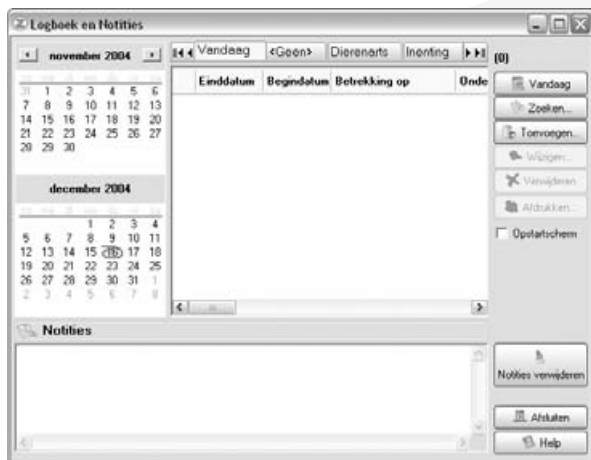 Logboek en Notities
november 2004
31 1 2 3 4 5 6
7 8 9 10 11 12 13
14 15 16 17 18 19 20
21 22 23 24 25 26 27
28 29 30
december 2004
1 2 3 4
5 6 7 8 9 10 11
12 13 14 15 16 17 18
19 20 21 22 23 24 25
26 27 28 29 30 31 1
2 3 4 5 6 7 8
Vandaag <Geen> Dierenarts Inenting
Einddatum Begindatum Betrekking op Onde
(0)
Vandaag
Zoeken...
Toevoegen...
Wijzigen...
Verwijderen
Afdrukken...
Opstartscherm
Notities
Notities verwijderen
Afsluiten
Help